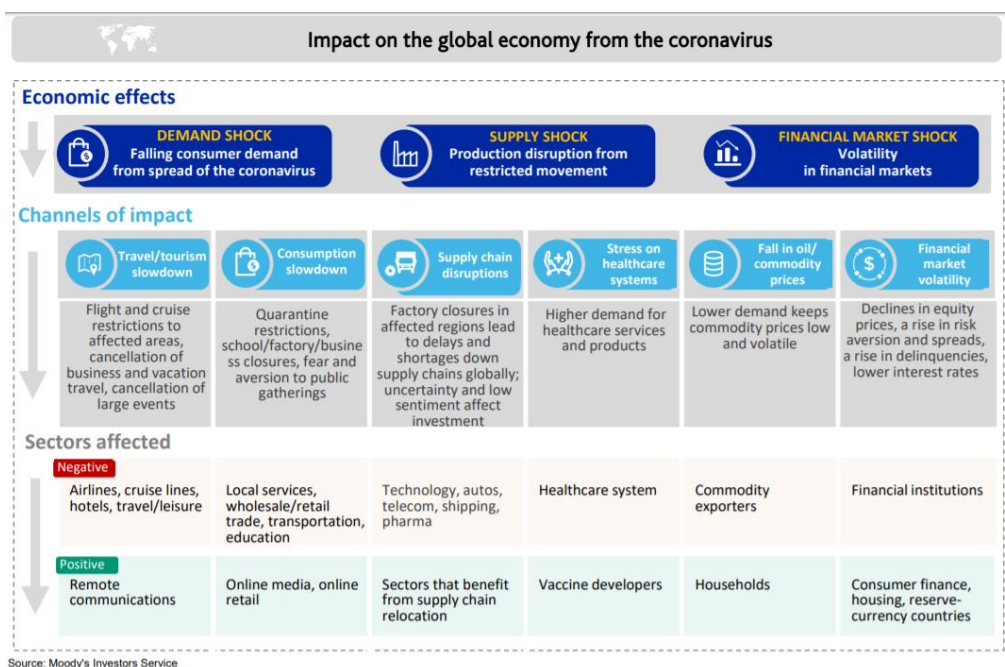 Impact on the global economy from the coronavirus
Economic effects
DEMAND SHOCK
Falling consumer demand
from spread of the coronavirus
SUPPLY SHOCK
Production disruption from
restricted movement
FINANCIAL MARKET SHOCK
Volatility
in financial markets
Channels of impact
Travel/tourism
slowdown
Consumption
slowdown
Supply chain
disruptions
Stress on
healthcare
systems
Fall in oil/
commodity
prices
Financial
market
volatility
Flight and cruise
restrictions to
affected areas,
cancellation of
business and vacation
travel, cancellation of
large events
Quarantine
restrictions,
school/factory/busine
ss closures, fear and
aversion to public
gatherings
Factory closures in
affected regions lead
to delays and
shortages down
supply chains globally;
uncertainty and low
sentiment affect
investment
Higher demand for
healthcare services
and products
Lower demand keeps
commodity prices low
and volatile
Declines in equity
prices, a rise in risk
aversion and spreads,
a rise in delinquencies,
lower interest rates
Sectors affected
Negative
Airlines, cruise lines,
hotels, travel/leisure
Local services,
wholesale/retail
trade, transportation,
education
Technology, autos,
telecom, shipping,
pharma
Healthcare system
Commodity
exporters
Financial institutions
Positive
Remote
communications
Online media, online
retail
Sectors that benefit
from supply chain
relocation
Vaccine developers
Households
Consumer finance,
housing, reserve-
currency countries
Source: Moody's Investors Service